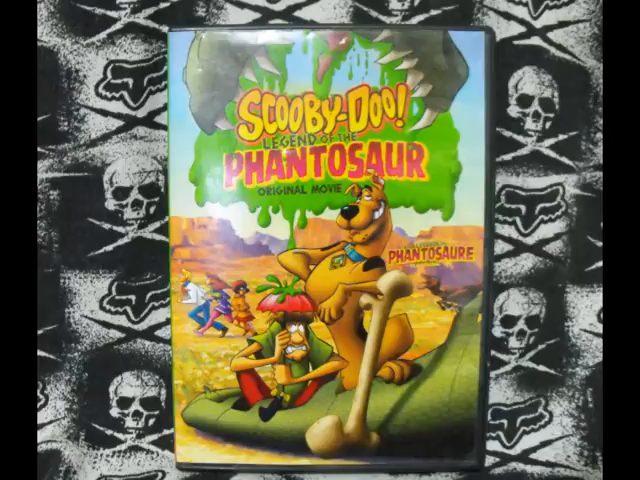 SCOOBY-DOO!
LEGEND OF THE
PHANTOSAUR
ORIGINAL MOVIE
PHANTOSAURE